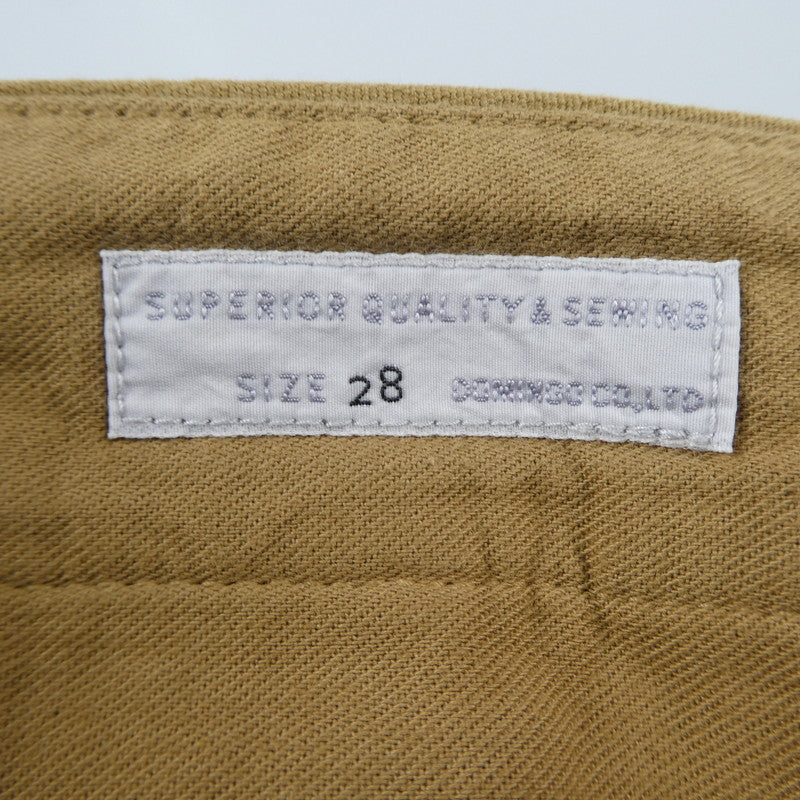 SUPERIOR QUALITY & SEWING
SIZE 28 DOMINGO CO.,LTD